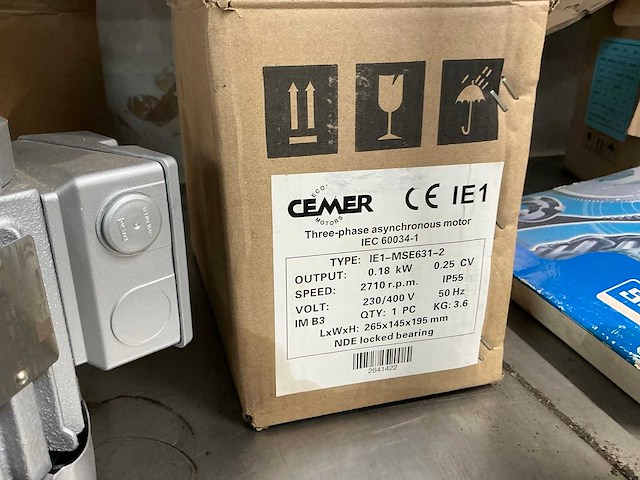 ECO!
CEMER
MOTORS
CE IE1
Three-phase asynchronous motor
IEC 60034-1
TYPE: IE1-MSE631-2
OUTPUT: 0.18 kW 0.25 CV
SPEED: 2710 r.p.m. IP55
VOLT: 230/400 V 50 Hz
IM B3 QTY: 1 PC KG: 3.6
LxWxH: 265x145x195 mm
NDE locked bearing
2641422